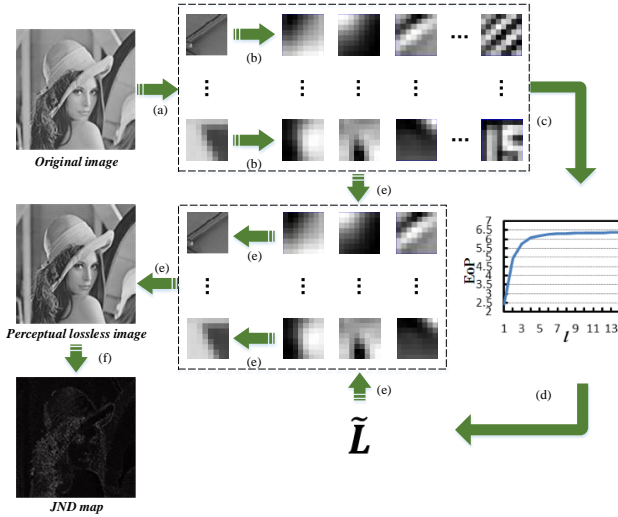 (b)
...
(a)
(c)
(b)
...
Original image
(e)
7
6.5
6
5.5
5
4.5
4
3.5
3
2.5
2
EoP
1 3 5 7 9 11 13
l
(e)
(e)
(e)
Perceptual lossless image
(f)
(e)
(d)
L̃
JND map